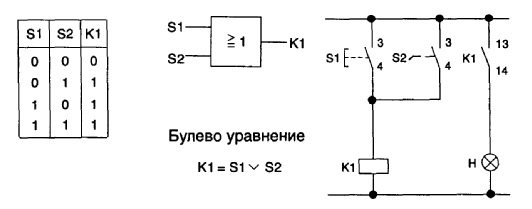 S1 S2 K1
0 0 0
0 1 1
1 0 1
1 1 1
S1
S2
≧ 1
K1
Булево уравнение
K1 = S1 ∨ S2
3
3
13
S1
S2
K1
4
4
14
K1
H